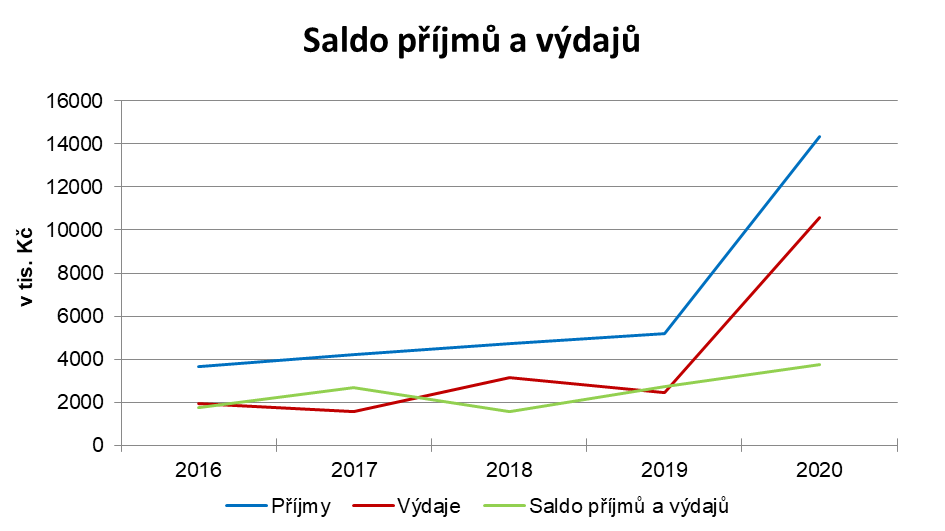 Saldo příjmů a výdajů
16000
14000
12000
10000
8000
6000
4000
2000
0
v tis. Kč
2016 2017 2018 2019 2020
Příjmy Výdaje Saldo příjmů a výdajů